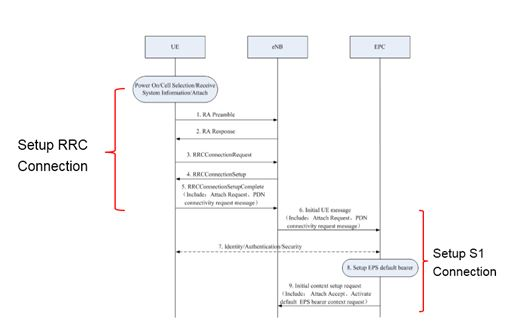 UE
eNB
EPC
Power On/Cell Selection/Receive
System Information/Attach
Setup RRC
Connection
1. RA Preamble
2. RA Response
3. RRCConnectionRequest
4. RRCConnectionSetup
5. RRCConnectionSetupComplete
(Include: Attach Request、PDN
connectivity request message)
6. Initial UE message
(Include: Attach Request、PDN
connectivity request message)
7. Identity/Authentication/Security
8. Setup EPS default bearer
Setup S1
Connection
9. Initial context setup request
(Include: Attach Accept、Activate
default EPS bearer context request)